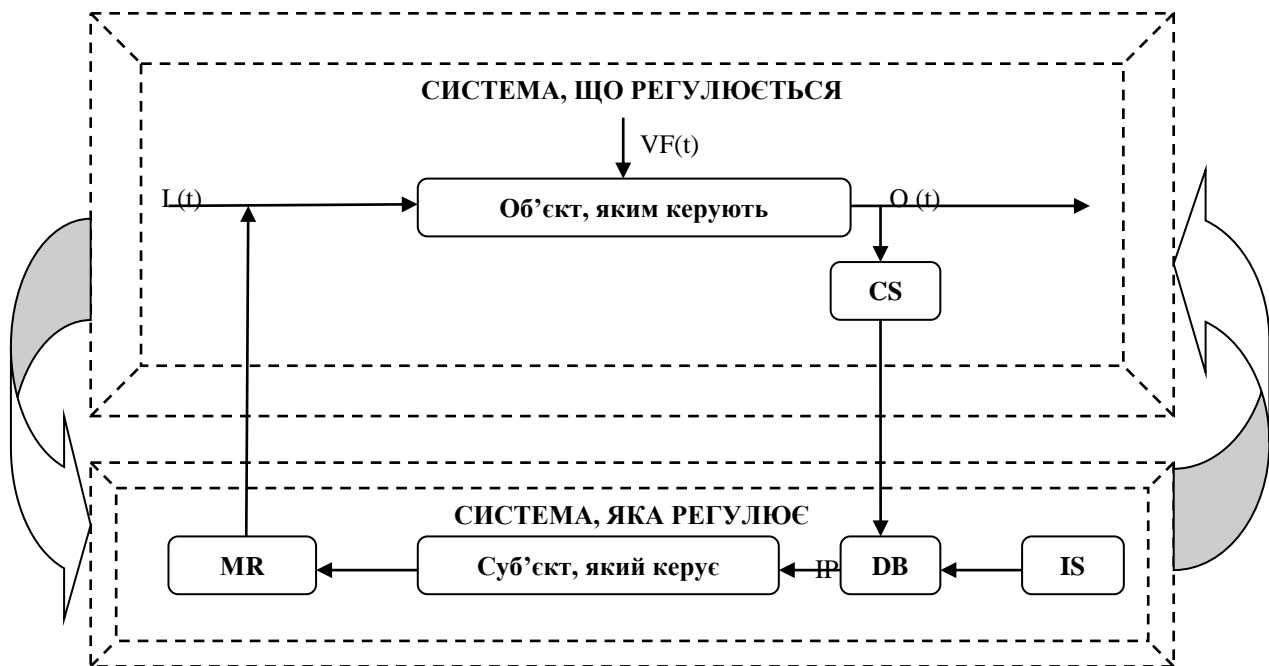 СИСТЕМА, ЩО РЕГУЛЮЄТЬСЯ
VF(t)
I (t)
Об’єкт, яким керують
O (t)
CS
СИСТЕМА, ЯКА РЕГУЛЮЄ
MR
Суб’єкт, який керує
IP
DB
IS